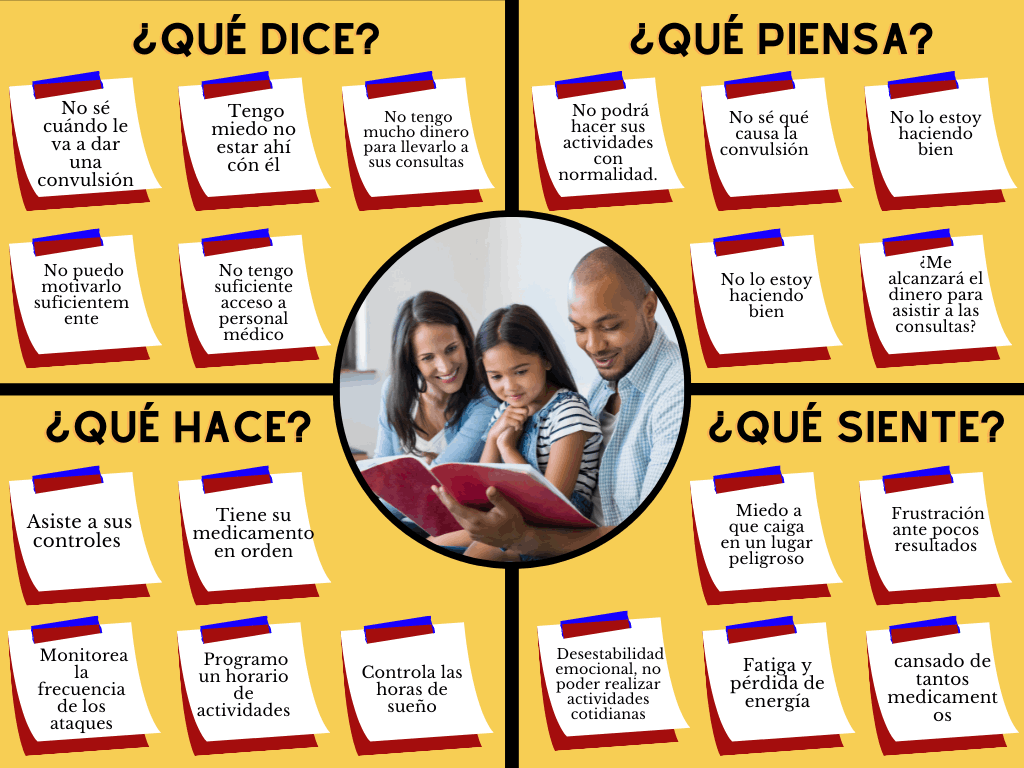 ¿QUÉ DICE?
No sé
cuándo le
va a dar
una
convulsión
Tengo
miedo no
estar ahí
cón él
No tengo
mucho dinero
para llevarlo a
sus consultas
No puedo
motivarlo
suficientem
ente
No tengo
suficiente
acceso a
personal
médico
¿QUÉ PIENSA?
No podrá
hacer sus
actividades
con
normalidad.
No sé qué
causa la
convulsión
No lo estoy
haciendo
bien
No lo estoy
haciendo
bien
¿Me
alcanzará el
dinero para
asistir a las
consultas?
¿QUÉ HACE?
Asiste a sus
controles
Tiene su
medicamento
en orden
Monitorea
la
frecuencia
de los
ataques
Programo
un horario
de
actividades
Controla las
horas de
sueño
¿QUÉ SIENTE?
Miedo a
que caiga
en un lugar
peligroso
Frustración
ante pocos
resultados
Desestabilidad
emocional, no
poder realizar
actividades
cotidianas
Fatiga y
pérdida de
energía
cansado de
tantos
medicament
os